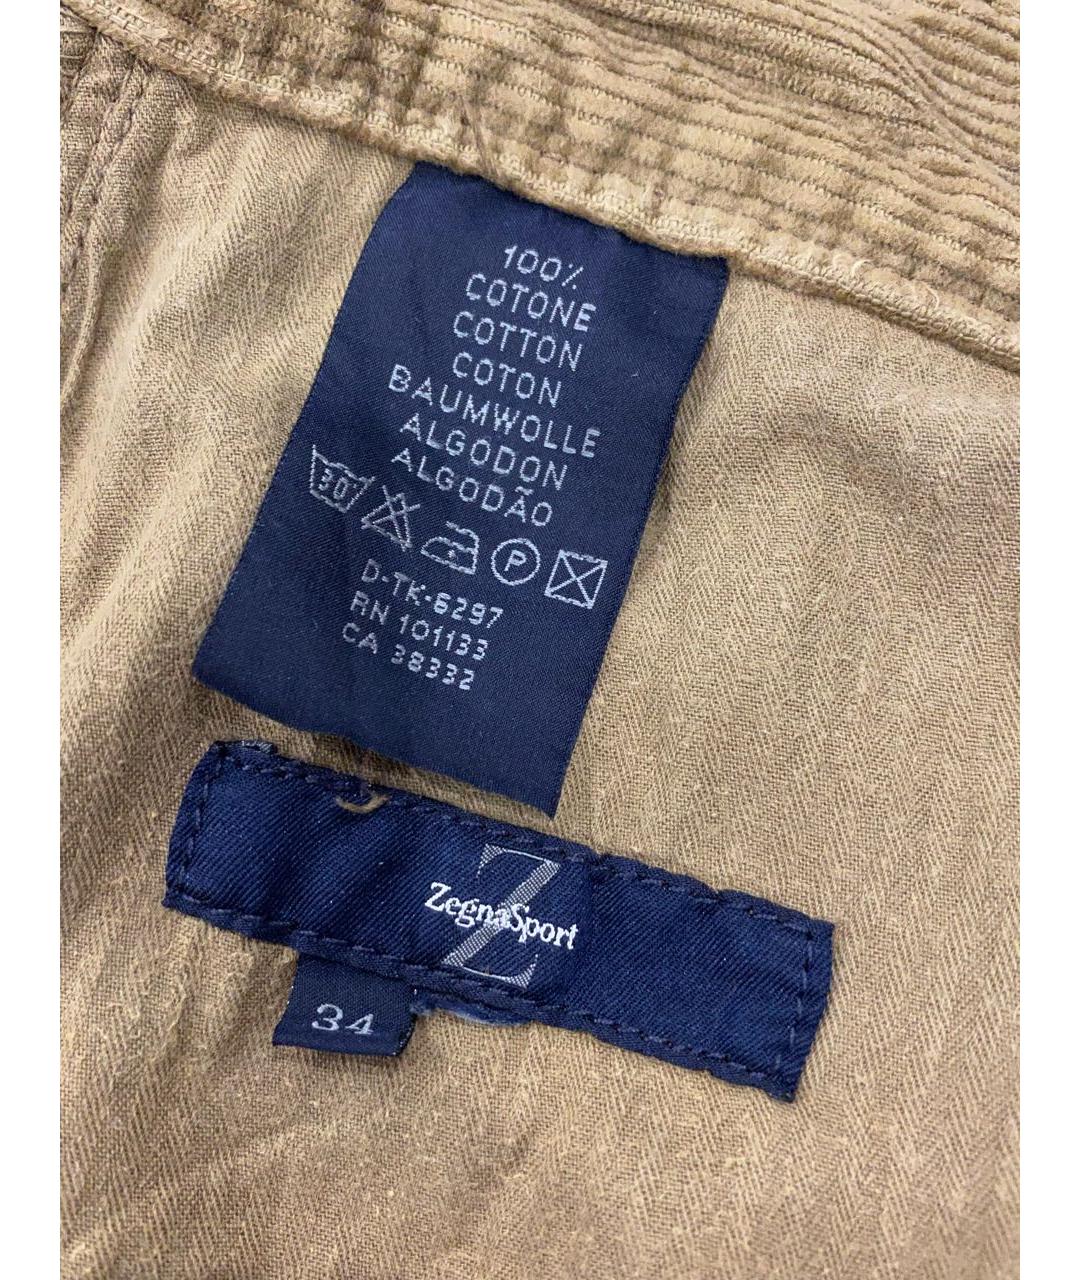 100%
COTONE
COTTON
COTON
BAUMWOLLE
ALGODON
ALGODÃO
30°
P
D-TK-6297
RN 101133
CA 38332
Z
ZegnaSport
34